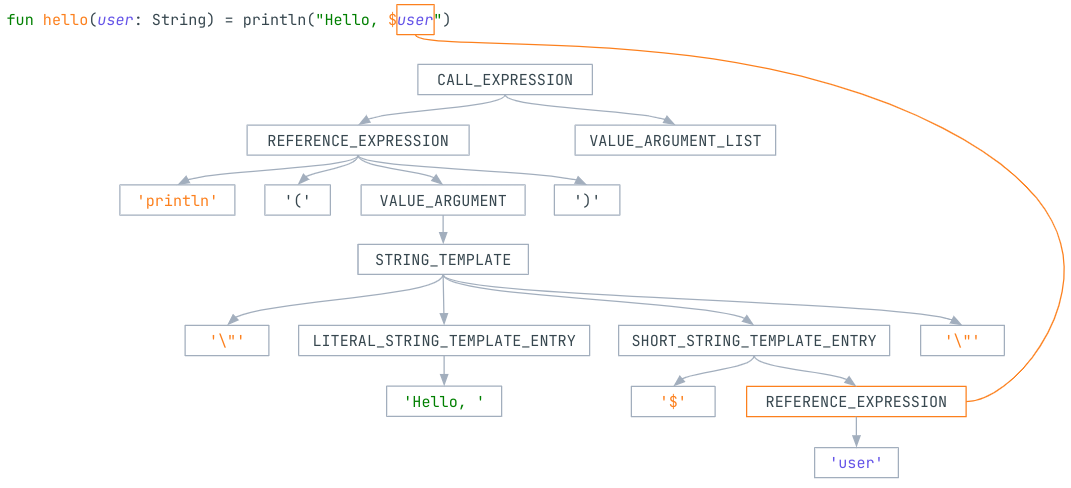 fun hello(user: String) = println("Hello, $user")
CALL_EXPRESSION
REFERENCE_EXPRESSION VALUE_ARGUMENT_LIST
'println' '(' VALUE_ARGUMENT ')'
STRING_TEMPLATE
'\"' LITERAL_STRING_TEMPLATE_ENTRY SHORT_STRING_TEMPLATE_ENTRY '\"'
'Hello, ' '$' REFERENCE_EXPRESSION
'user'